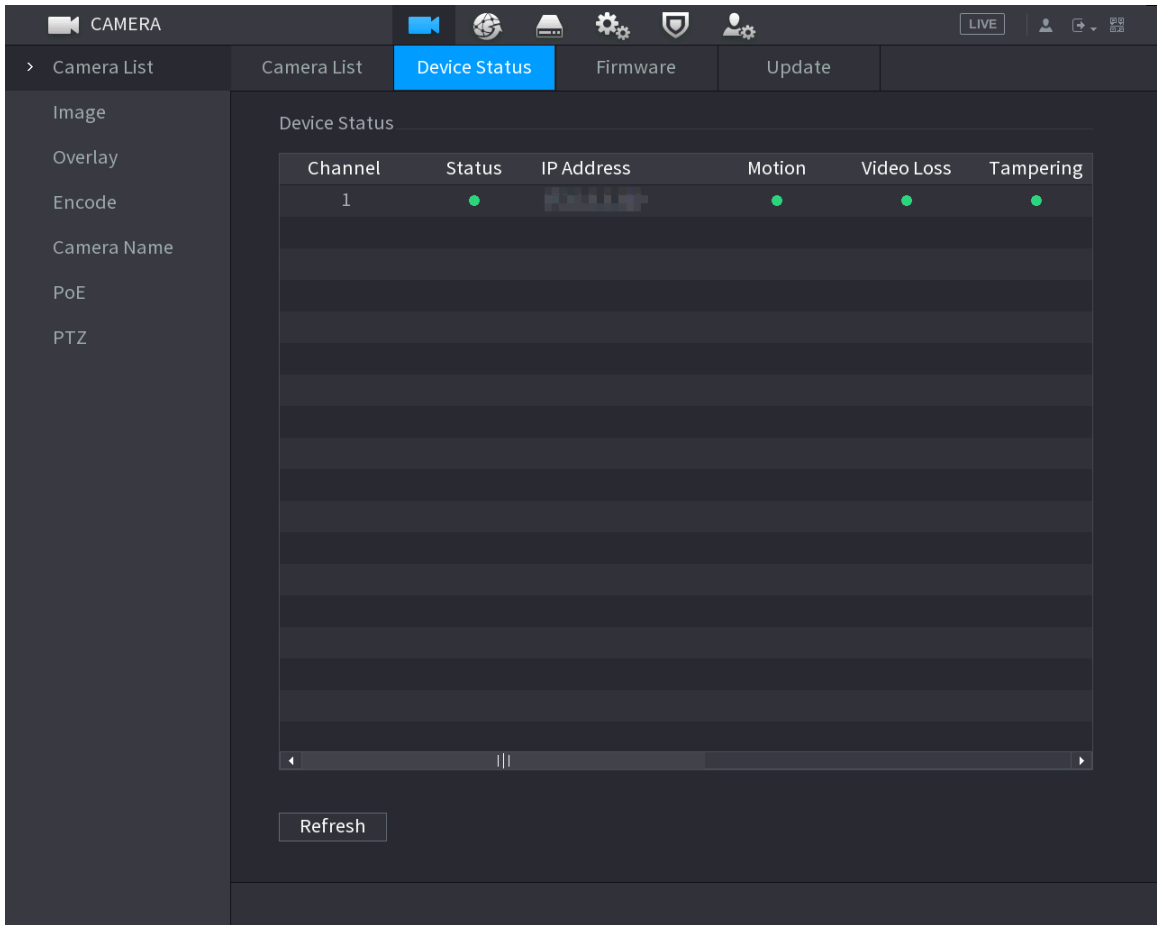 CAMERA LIVE
Camera List Camera List Device Status Firmware Update
Image
Device Status
Overlay
Channel Status IP Address Motion Video Loss Tampering
1
Encode
Camera Name
PoE
PTZ
Refresh